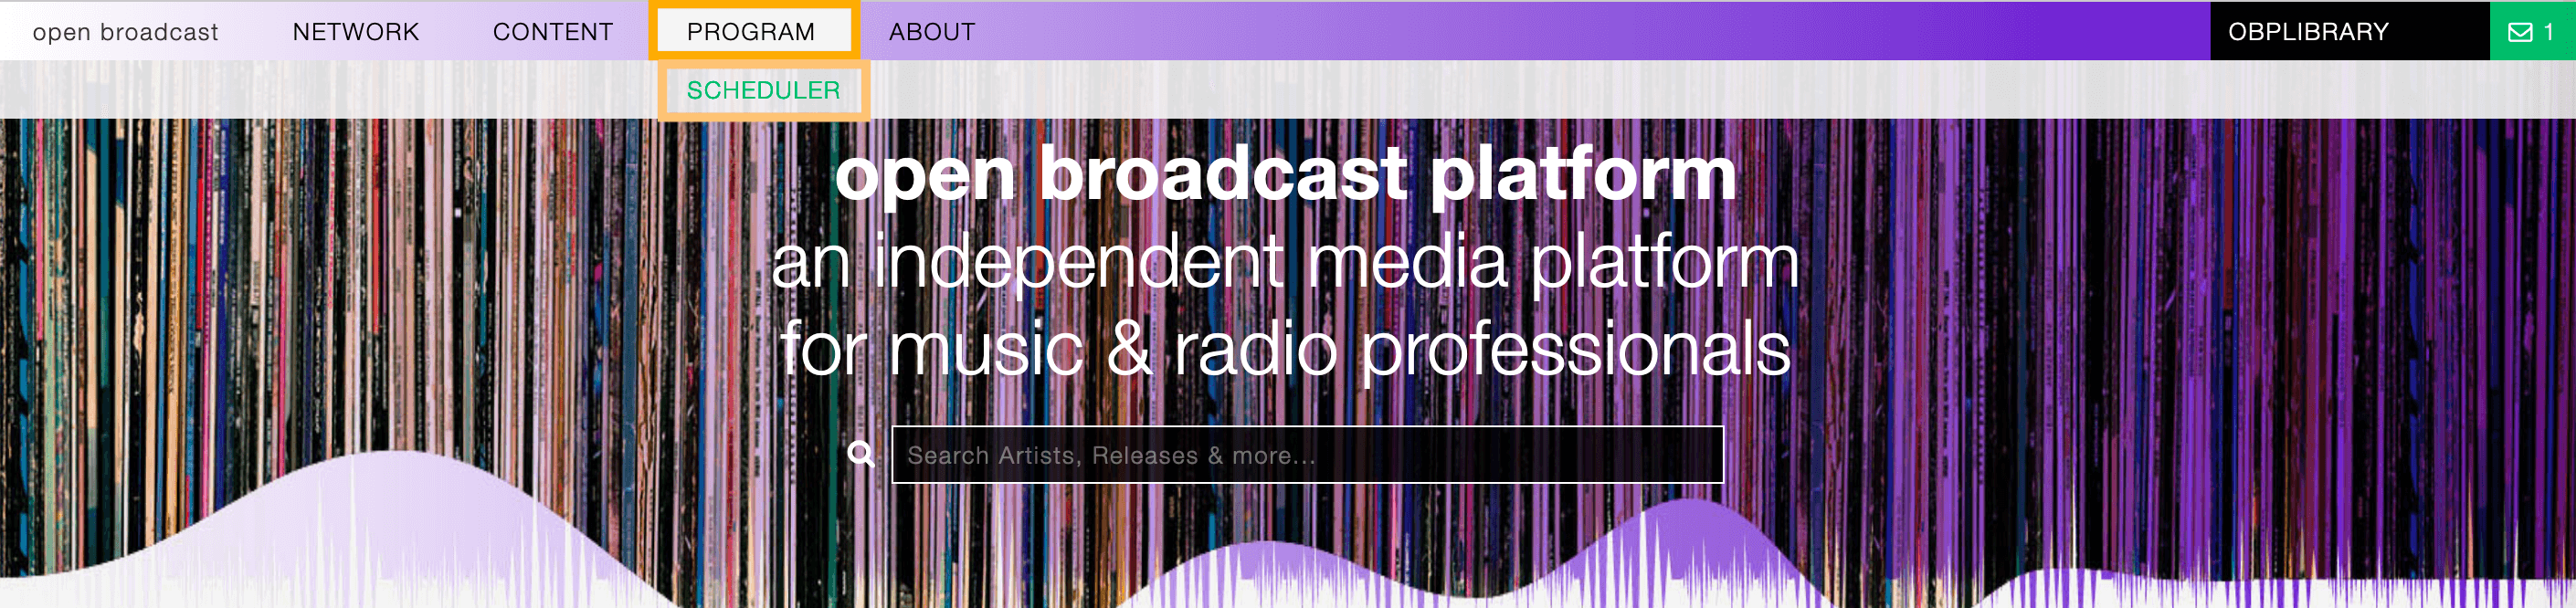 open broadcast NETWORK CONTENT PROGRAM ABOUT OBPLIBRARY 1
SCHEDULER
open broadcast platform
an independent media platform
for music & radio professionals
Search Artists, Releases & more...